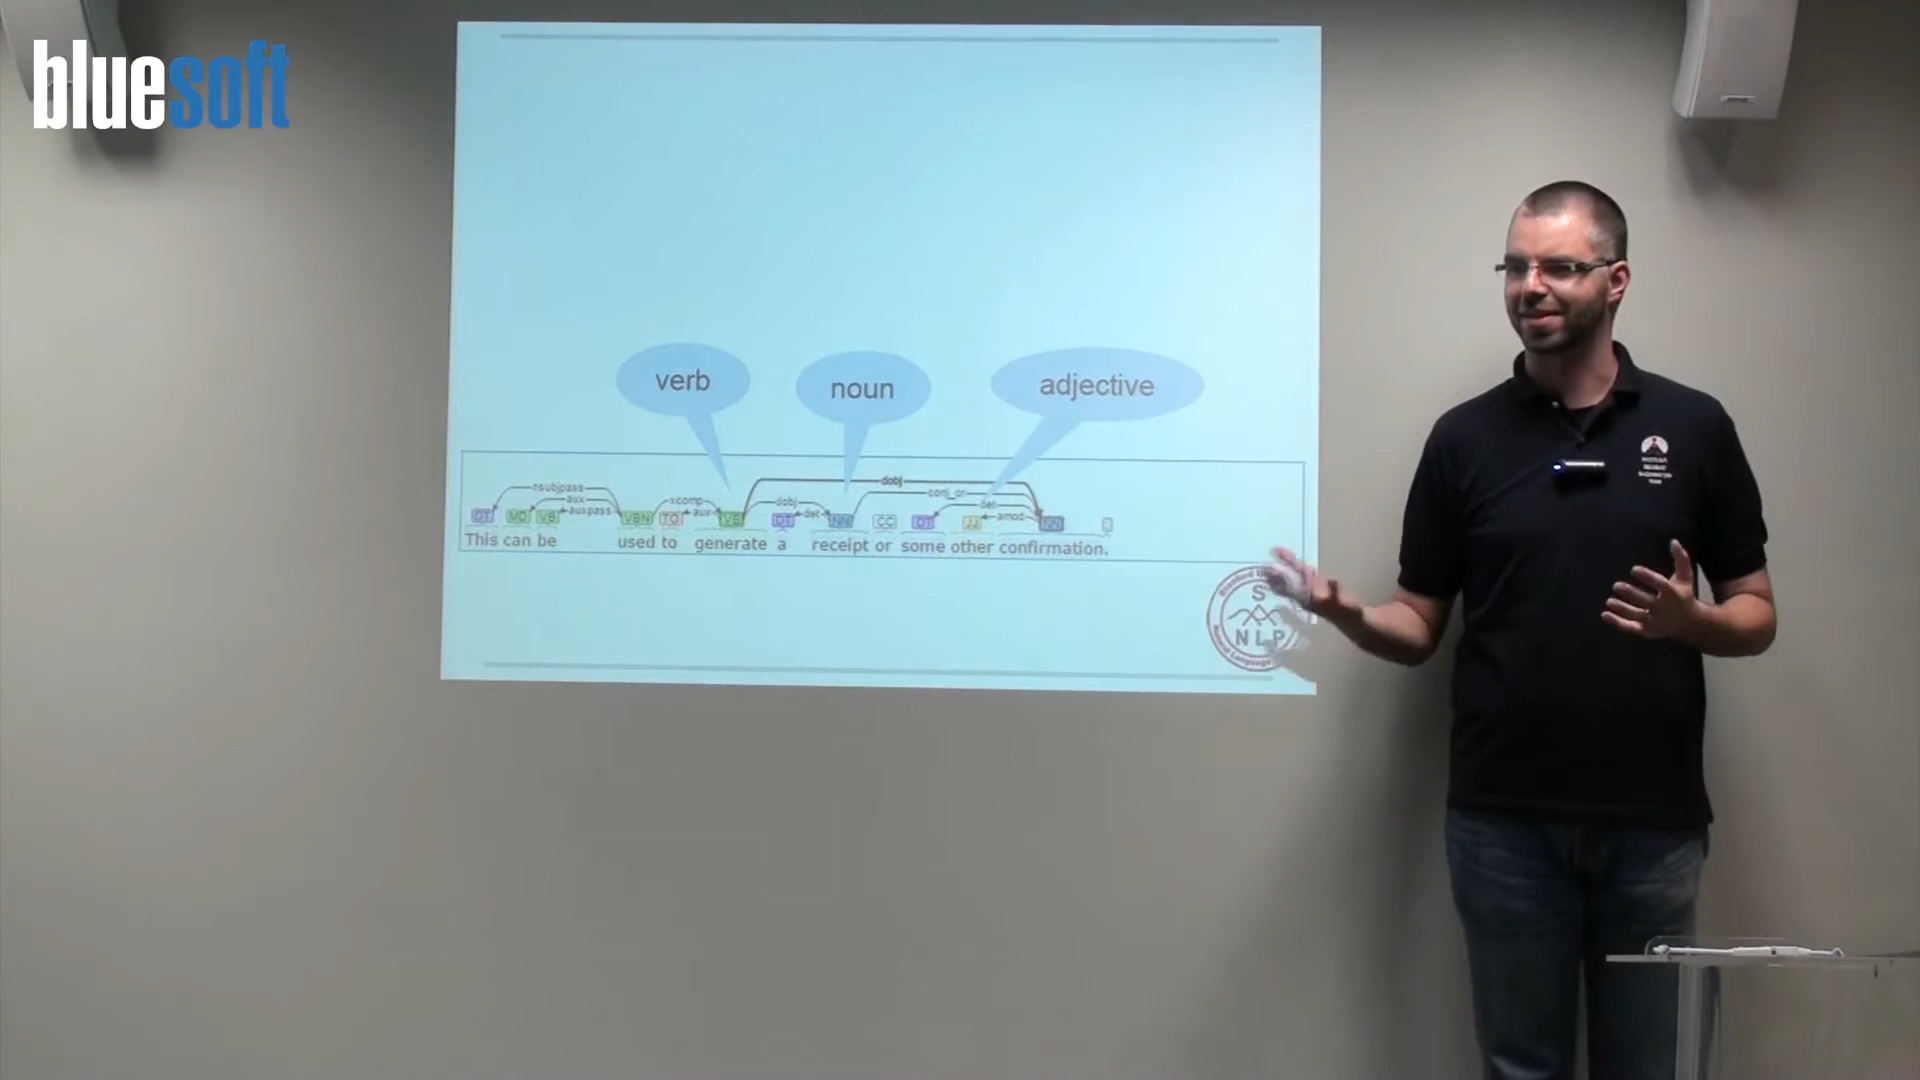 bluesoft
verb
noun
adjective
dobj
nsubjpass
conj_or
aux
xcomp
dobj
det
auxpass
aux
det
amod
DT MD VB VBN TO VB DT NN CC DT JJ NN
This can be used to generate a receipt or some other confirmation.
S
NLP